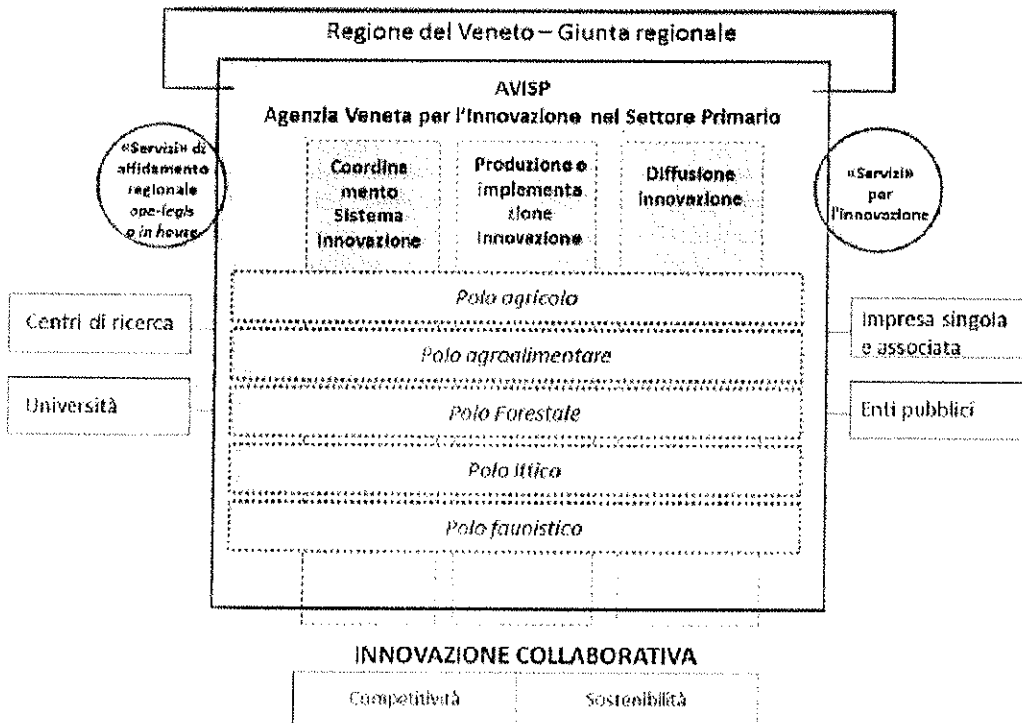 Regione del Veneto – Giunta regionale
AVISP
Agenzia Veneta per l'Innovazione nel Settore Primario
«Servizi» di
affidamento
regionale
ope-legis
o in house
Coordina
mento
Sistema
Innovazione
Produzione e
implementa
zione
Innovazione
Diffusione
innovazione
«Servizi»
per
l'innovazione
Polo agricolo
Polo agroalimentare
Polo Forestale
Polo Ittico
Polo faunistico
Centri di ricerca
Università
Impresa singola
e associata
Enti pubblici
INNOVAZIONE COLLABORATIVA
Competitività
Sostenibilità